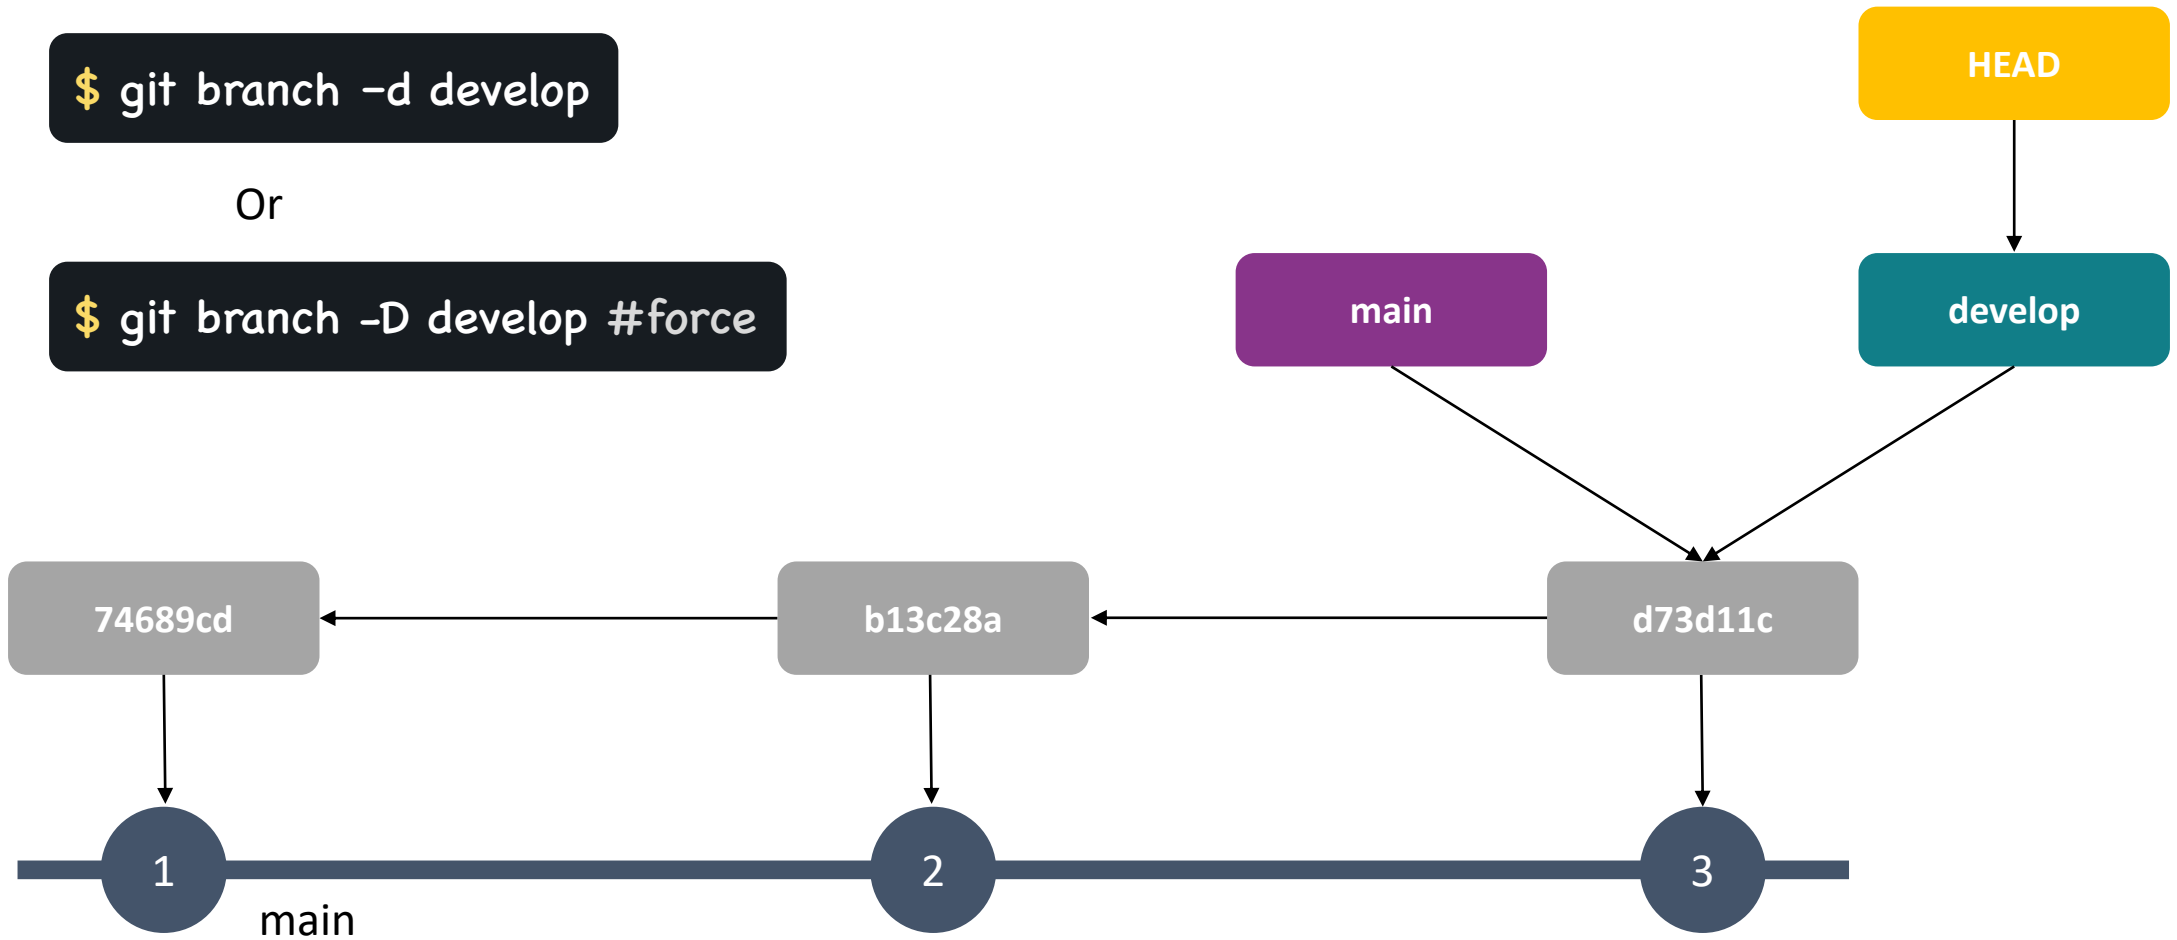 $ git branch -d develop
Or
$ git branch -D develop #force
HEAD
main
develop
74689cd
b13c28a
d73d11c
1
2
3
main